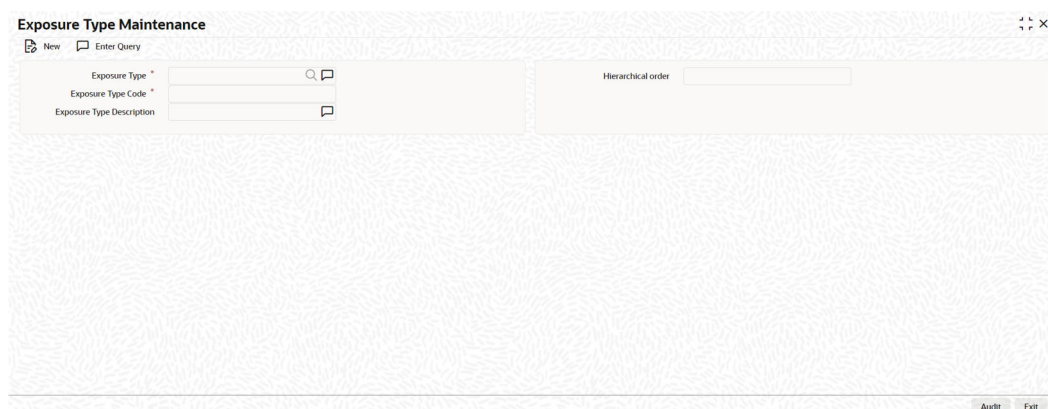 Exposure Type Maintenance
New Enter Query
Exposure Type *
Hierarchical order
Exposure Type Code *
Exposure Type Description
Audit Exit